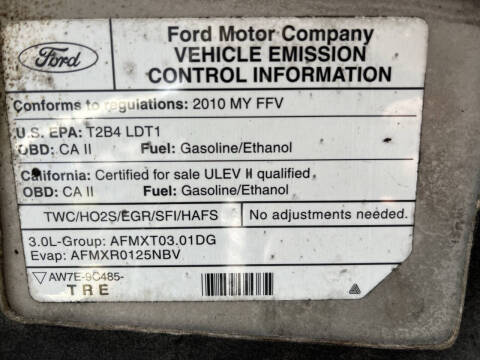 Ford
Ford Motor Company
VEHICLE EMISSION
CONTROL INFORMATION
Conforms to regulations: 2010 MY FFV
U.S. EPA: T2B4 LDT1
OBD: CA II Fuel: Gasoline/Ethanol
California: Certified for sale ULEV II qualified
OBD: CA II Fuel: Gasoline/Ethanol
TWC/HO2S/EGR/SFI/HAFS No adjustments needed.
3.0L-Group: AFMXT03.01DG
Evap: AFMXR0125NBV
AW7E-9C485-
TRE